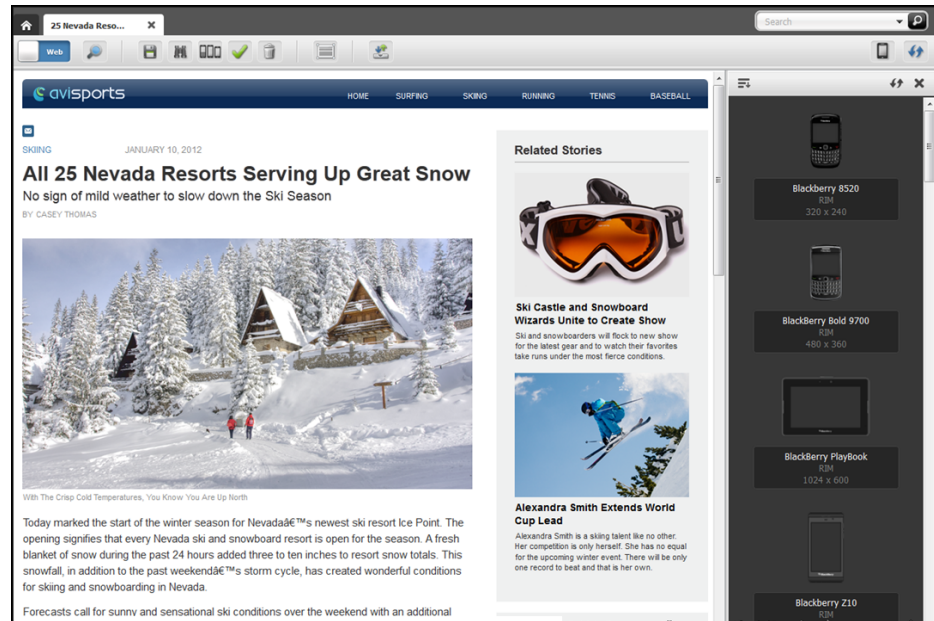 25 Nevada Reso...
Search
Web
avisports
HOME SURFING SKIING RUNNING TENNIS BASEBALL
SKIING JANUARY 10, 2012
All 25 Nevada Resorts Serving Up Great Snow
No sign of mild weather to slow down the Ski Season
BY CASEY THOMAS
With The Crisp Cold Temperatures, You Know You Are Up North
Today marked the start of the winter season for Nevadaâ€™s newest ski resort Ice Point. The
opening signifies that every Nevada ski and snowboard resort is open for the season. A fresh
blanket of snow during the past 24 hours added three to ten inches to resort snow totals. This
snowfall, in addition to the past weekendâ€™s storm cycle, has created wonderful conditions
for skiing and snowboarding in Nevada.
Forecasts call for sunny and sensational ski conditions over the weekend with an additional
Related Stories
Ski Castle and Snowboard
Wizards Unite to Create Show
Ski and snowboarders will flock to new show
for the latest gear and to watch their favorites
take runs under the most fierce conditions.
Alexandra Smith Extends World
Cup Lead
Alexandra Smith is a skiing talent like no other.
Her competition is only herself. She has no equal
for the upcoming winter event. There will be only
one record to beat and that is her own.
Blackberry 8520
RIM
320 x 240
BlackBerry Bold 9700
RIM
480 x 360
BlackBerry PlayBook
RIM
1024 x 600
Blackberry Z10
RIM